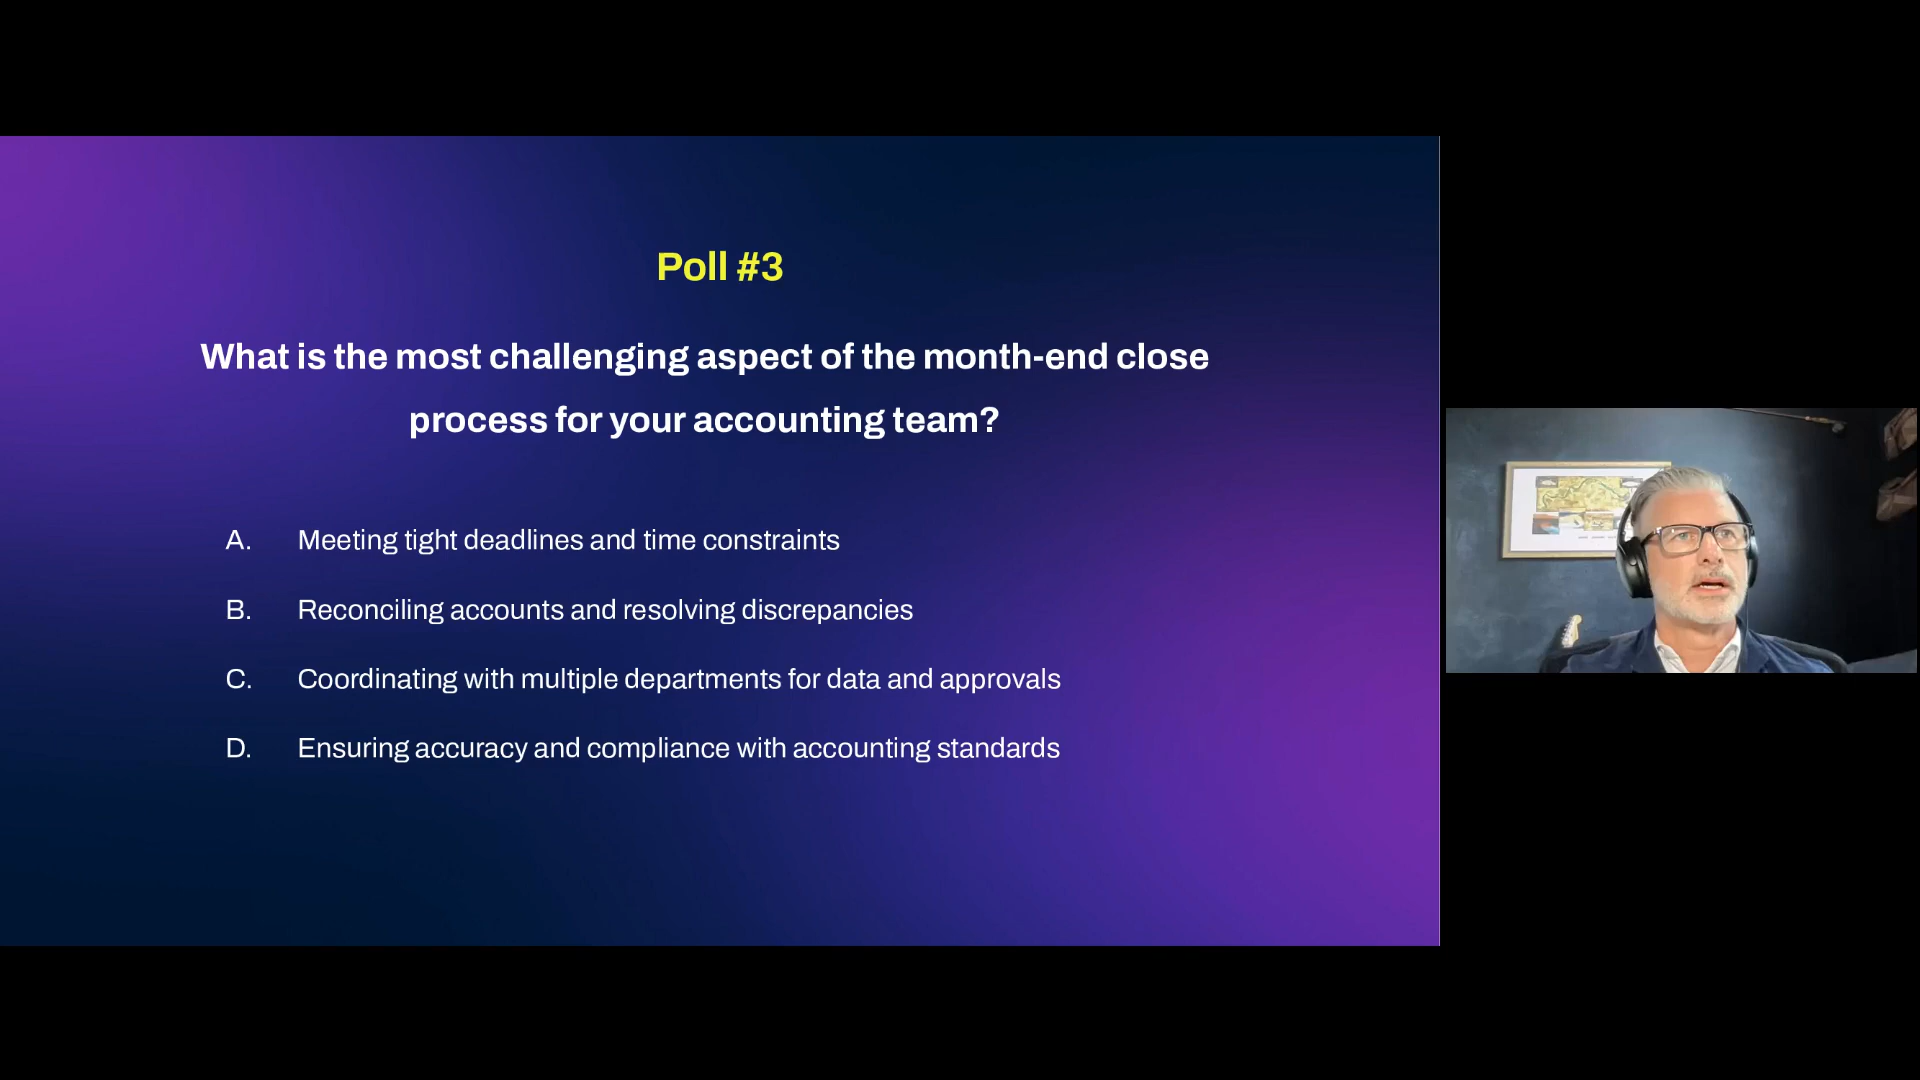 Poll #3
What is the most challenging aspect of the month-end close
process for your accounting team?
A. Meeting tight deadlines and time constraints
B. Reconciling accounts and resolving discrepancies
C. Coordinating with multiple departments for data and approvals
D. Ensuring accuracy and compliance with accounting standards